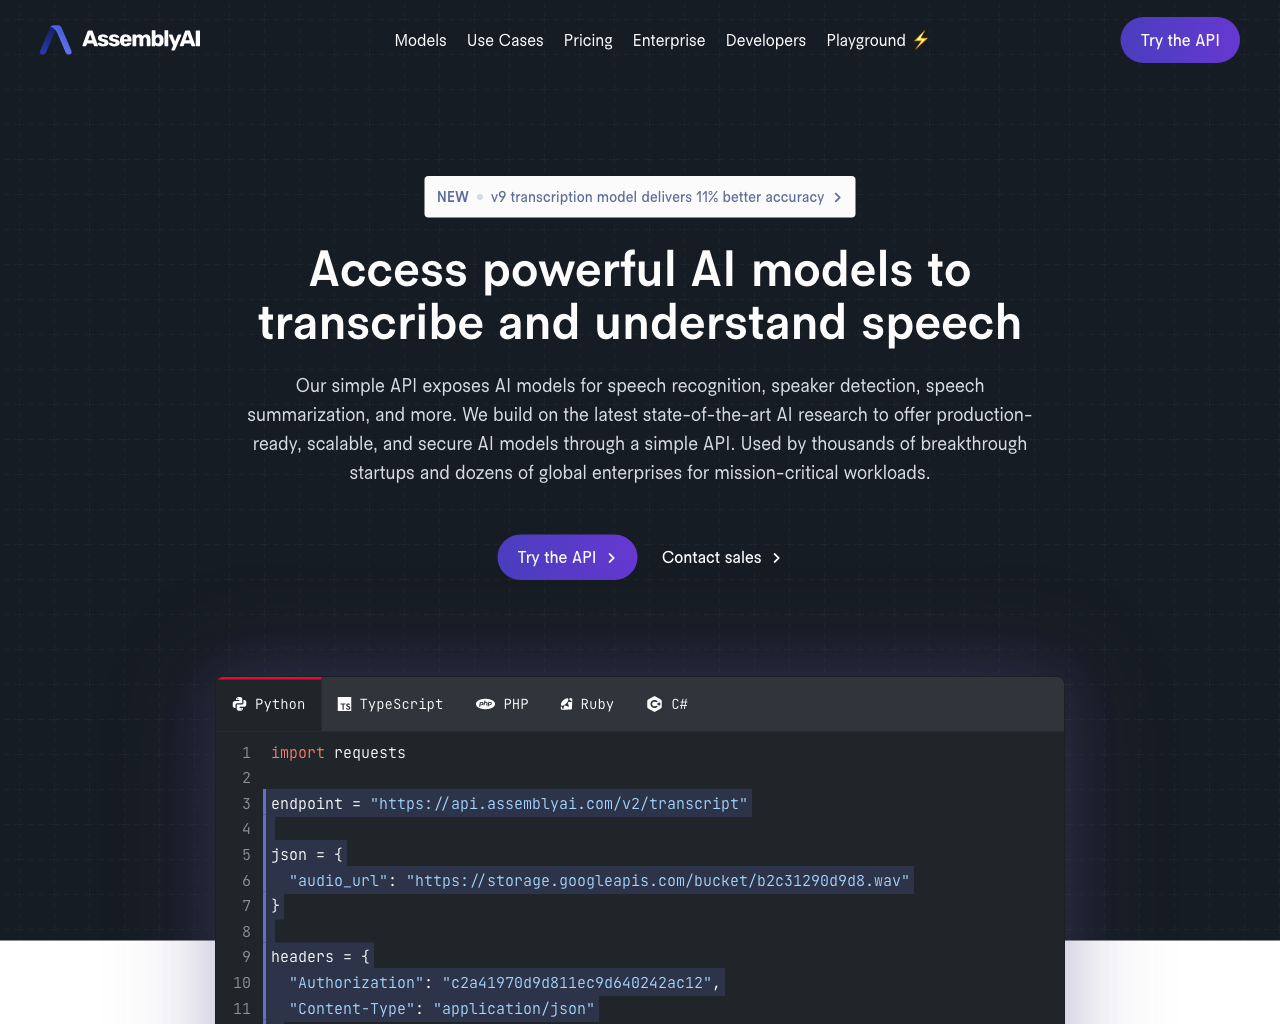 AssemblyAI
Models Use Cases Pricing Enterprise Developers Playground ⚡
Try the API
NEW • v9 transcription model delivers 11% better accuracy >
Access powerful AI models to
transcribe and understand speech
Our simple API exposes AI models for speech recognition, speaker detection, speech
summarization, and more. We build on the latest state-of-the-art AI research to offer production-
ready, scalable, and secure AI models through a simple API. Used by thousands of breakthrough
startups and dozens of global enterprises for mission-critical workloads.
Try the API >
Contact sales >
Python TS TypeScript php PHP Ruby C C#
1 import requests
2
3 endpoint = "https://api.assemblyai.com/v2/transcript"
4
5 json = {
6   "audio_url": "https://storage.googleapis.com/bucket/b2c31290d9d8.wav"
7 }
8
9 headers = {
10   "Authorization": "c2a41970d9d811ec9d640242ac12",
11   "Content-Type": "application/json"